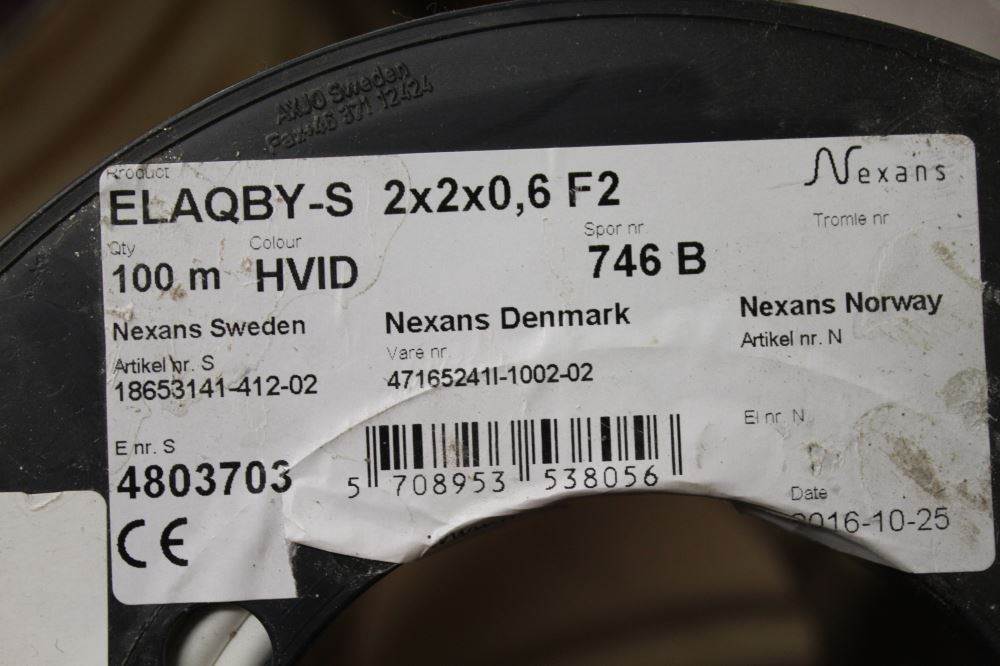 AXJO Sweden
Fax+46 371 12424
Product
Nexans
ELAQBY-S 2x2x0,6 F2
Tromle nr
Qty
Colour
Spor nr
100 m HVID
746 B
Nexans Sweden
Nexans Denmark
Nexans Norway
Artikel nr. S
Vare nr
Artikel nr. N
18653141-412-02
47165241I-1002-02
E nr. S
El nr. N
4803703
5 708953 538056
Date
2016-10-25
CE